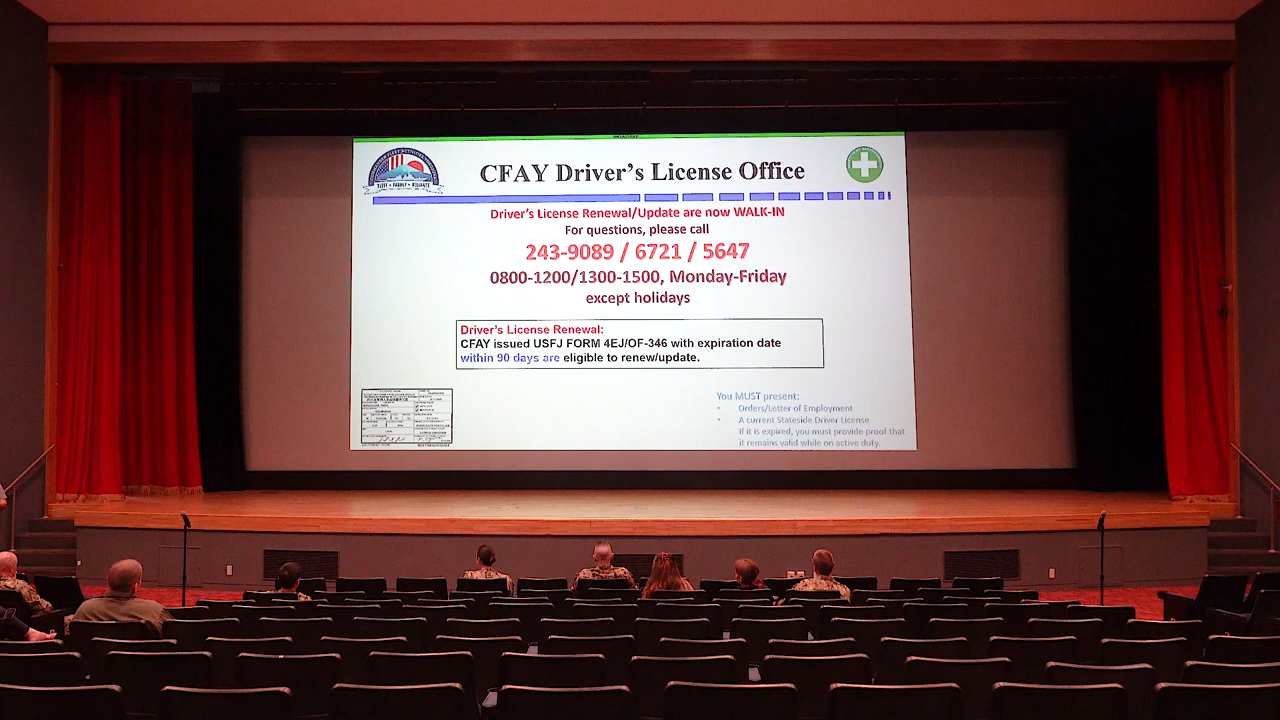 CFAY Driver's License Office
FLEET • FAMILY • ALLIANCE
Driver's License Renewal/Update are now WALK-IN
For questions, please call
243-9089 / 6721 / 5647
0800-1200/1300-1500, Monday-Friday
except holidays
Driver's License Renewal:
CFAY issued USFJ FORM 4EJ/OF-346 with expiration date
within 90 days are eligible to renew/update.
You MUST present:
• Orders/Letter of Employment
• A current Stateside Driver License
If it is expired, you must provide proof that
it remains valid while on active duty.